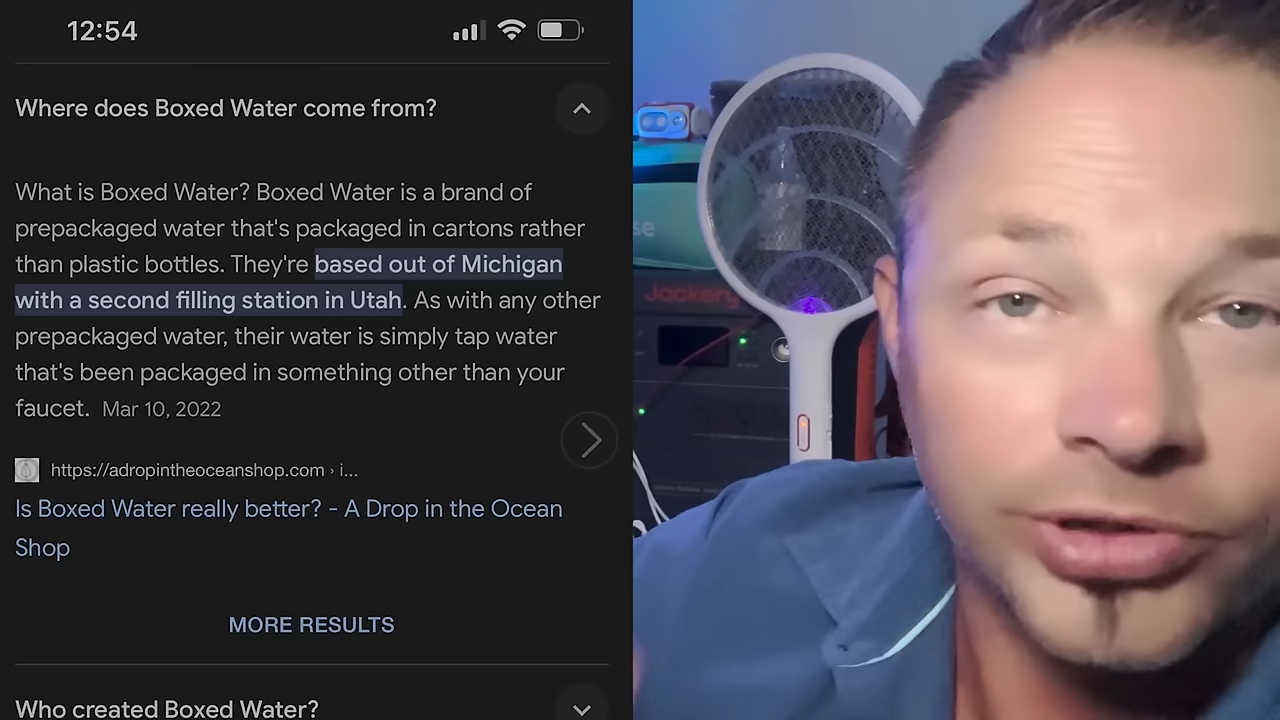 12:54
Where does Boxed Water come from?
What is Boxed Water? Boxed Water is a brand of
prepackaged water that's packaged in cartons rather
than plastic bottles. They're based out of Michigan
with a second filling station in Utah. As with any other
prepackaged water, their water is simply tap water
that's been packaged in something other than your
faucet. Mar 10, 2022
https://adropintheoceanshop.com › i...
Is Boxed Water really better? - A Drop in the Ocean
Shop
MORE RESULTS
Who created Boxed Water?
se
Jackery